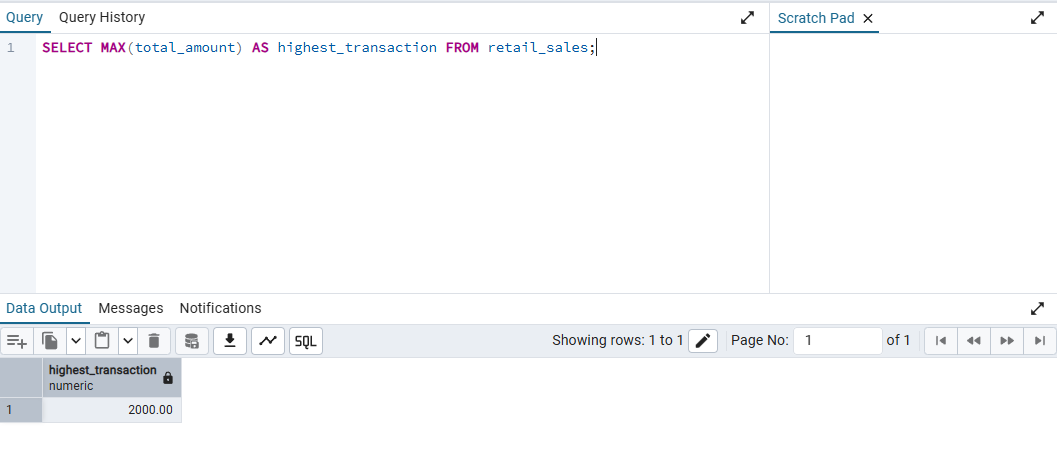 Query Query History Scratch Pad
1 SELECT MAX(total_amount) AS highest_transaction FROM retail_sales;
Data Output Messages Notifications
SQL Showing rows: 1 to 1 Page No: 1 of 1
highest_transaction
numeric
1 2000.00